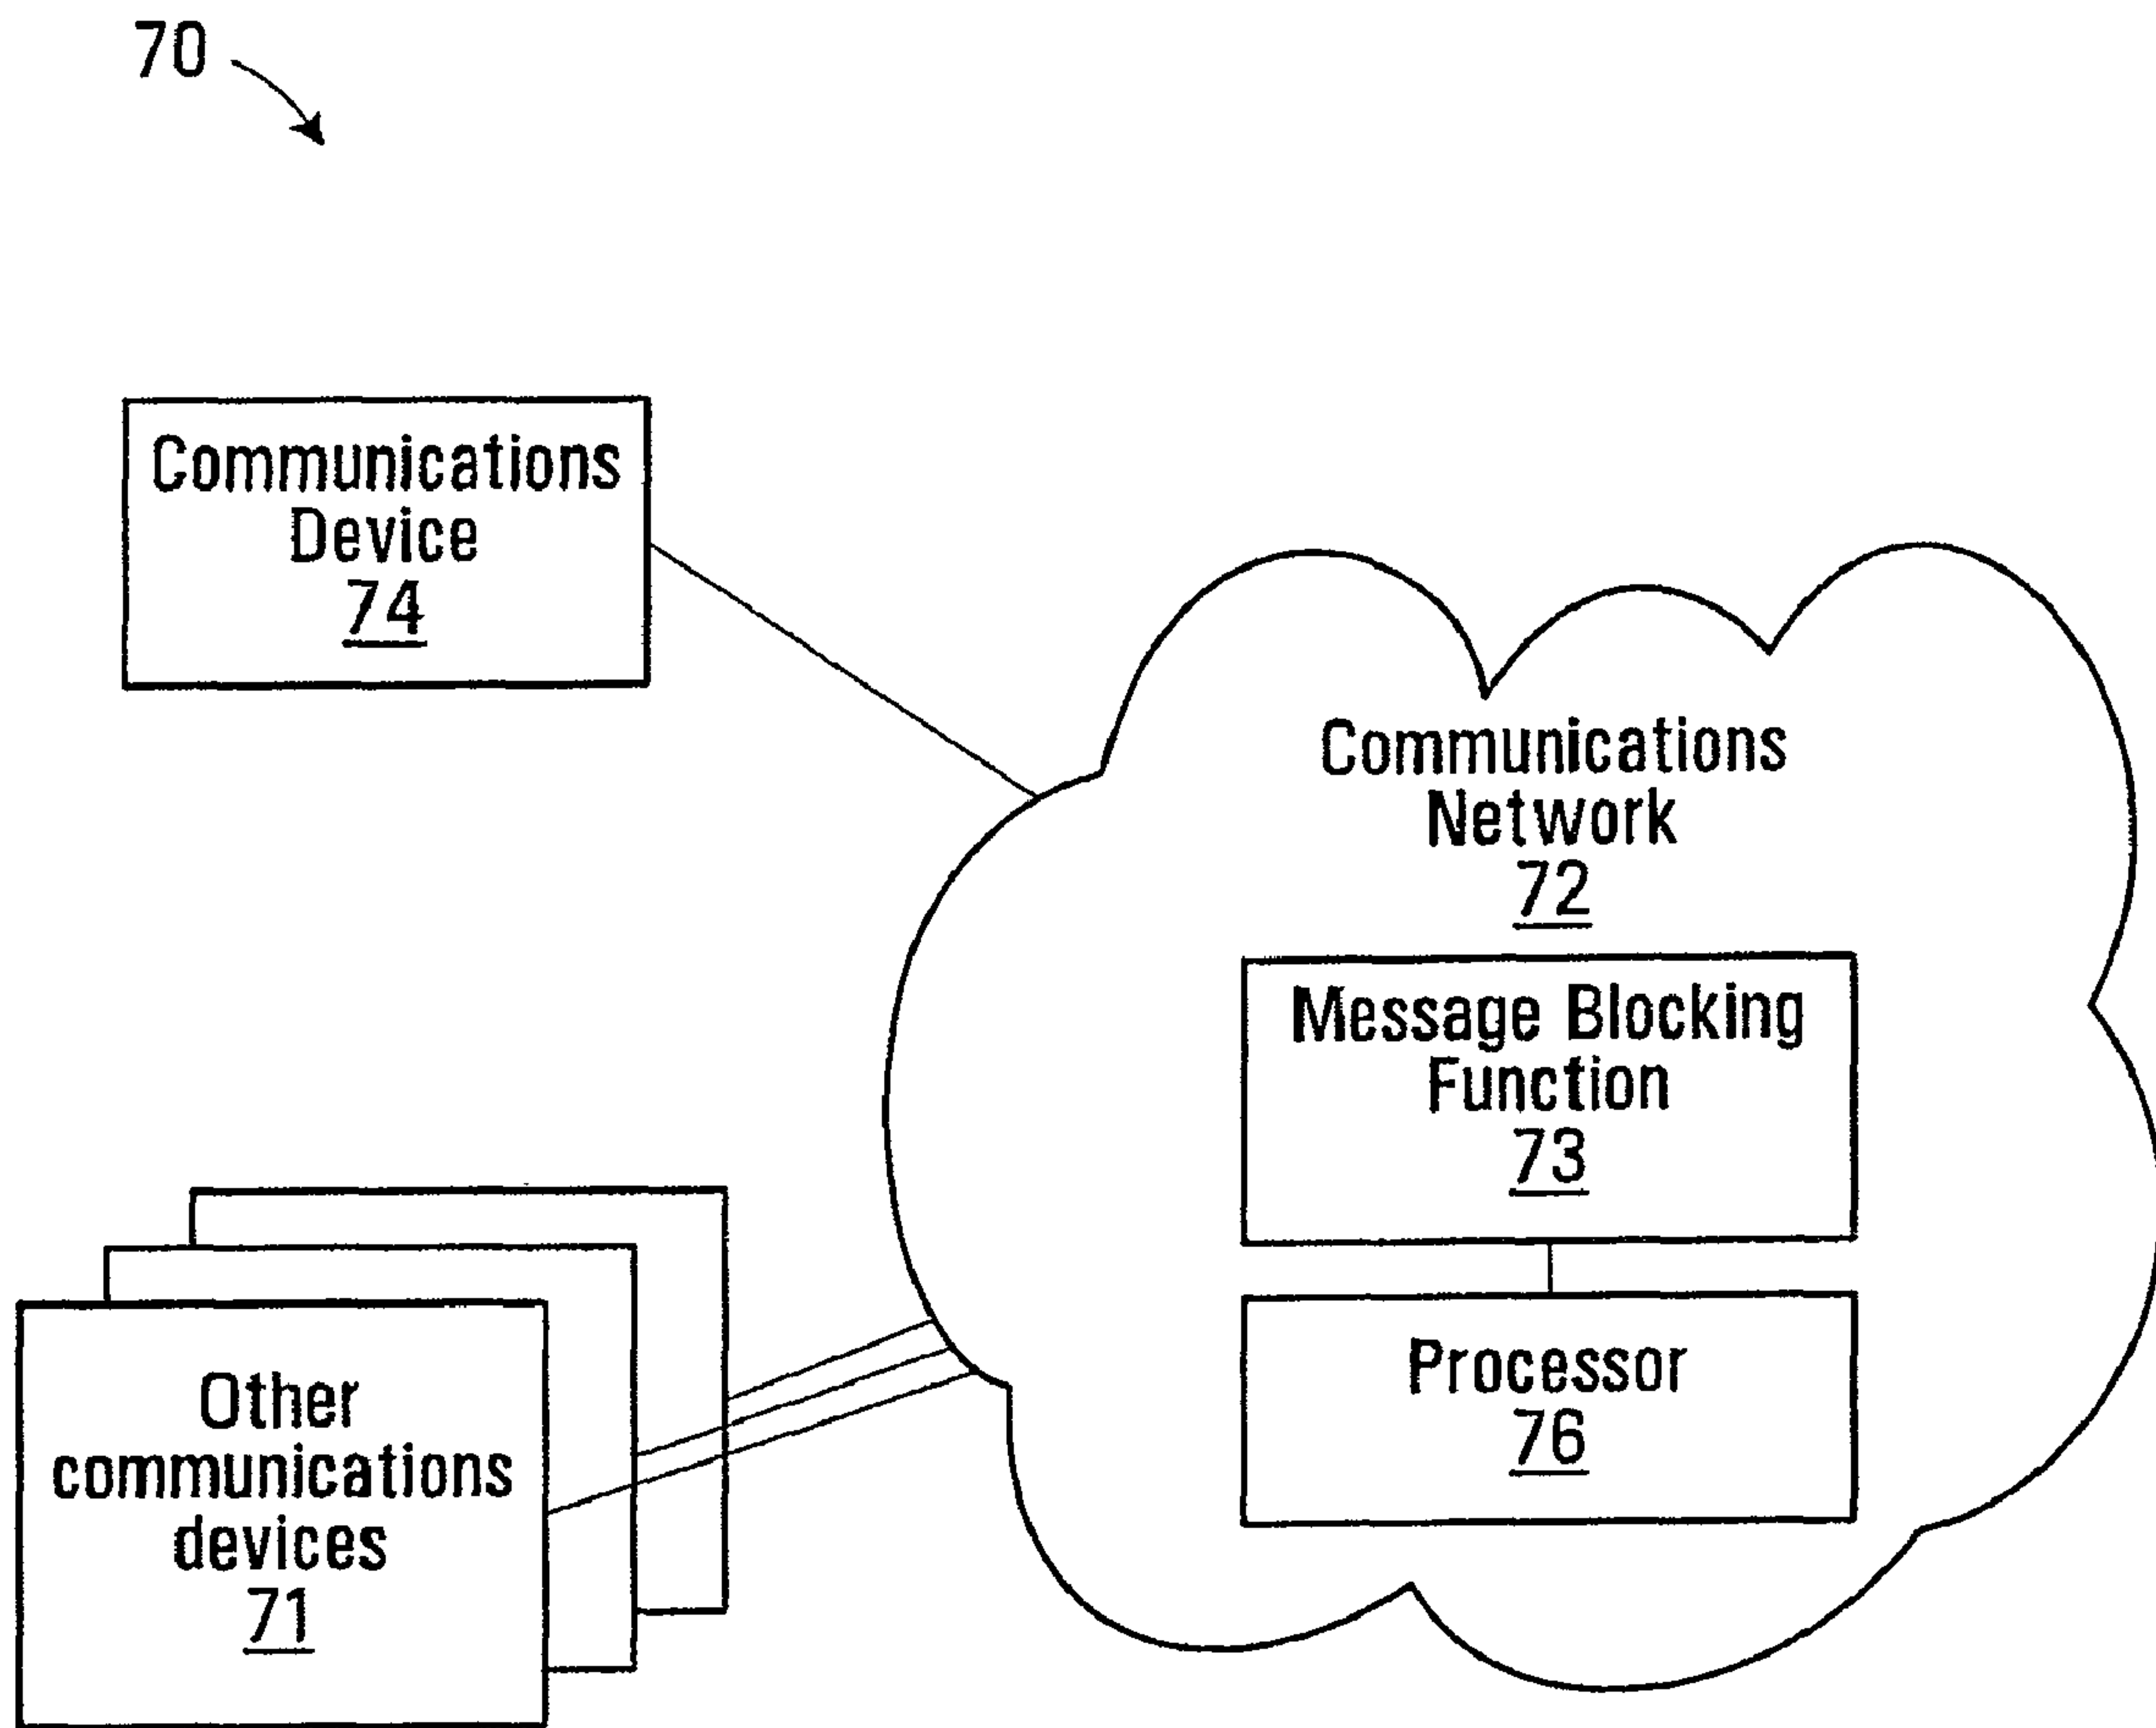 70
Communications
Device
74
Communications
Network
72
Message Blocking
Function
73
Processor
76
Other
communications
devices
71